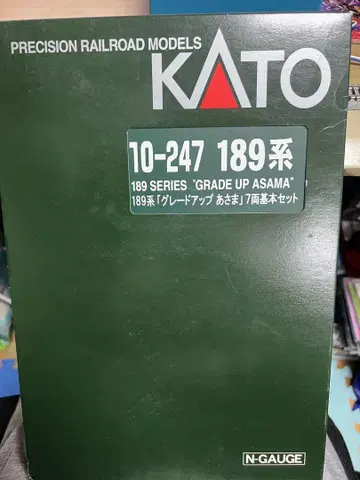 PRECISION RAILROAD MODELS
KATO
10-247 189系
189 SERIES "GRADE UP ASAMA"
189系「グレードアップ あさま」7両基本セット
N-GAUGE